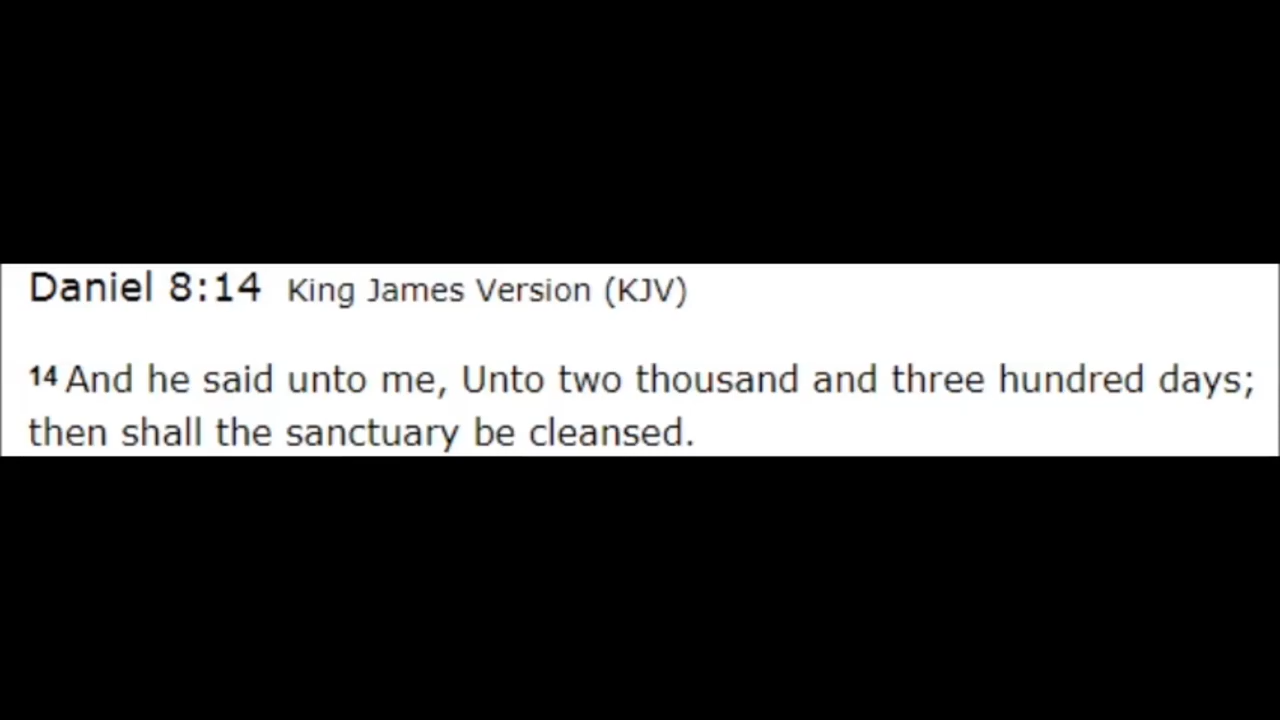 Daniel 8:14 King James Version (KJV)
14 And he said unto me, Unto two thousand and three hundred days;
then shall the sanctuary be cleansed.